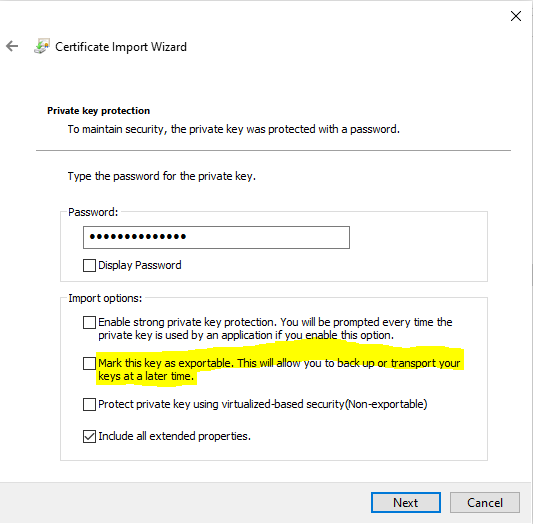 Certificate Import Wizard
Private key protection
To maintain security, the private key was protected with a password.
Type the password for the private key.
Password:
••••••••••••••
Display Password
Import options:
Enable strong private key protection. You will be prompted every time the
private key is used by an application if you enable this option.
Mark this key as exportable. This will allow you to back up or transport your
keys at a later time.
Protect private key using virtualized-based security(Non-exportable)
Include all extended properties.
Next
Cancel